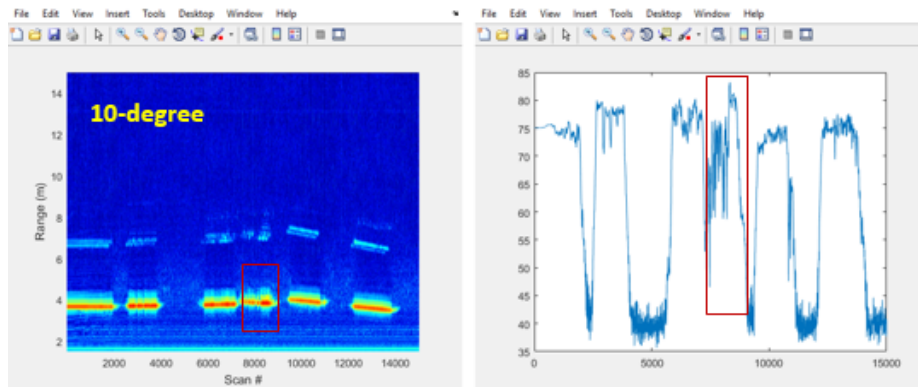 File Edit View Insert Tools Desktop Window Help
File Edit View Insert Tools Desktop Window Help
10-degree
14
12
10
8
6
4
2
Range (m)
2000 4000 6000 8000 10000 12000 14000
Scan #
85
80
75
70
65
60
55
50
45
40
35
0 5000 10000 15000